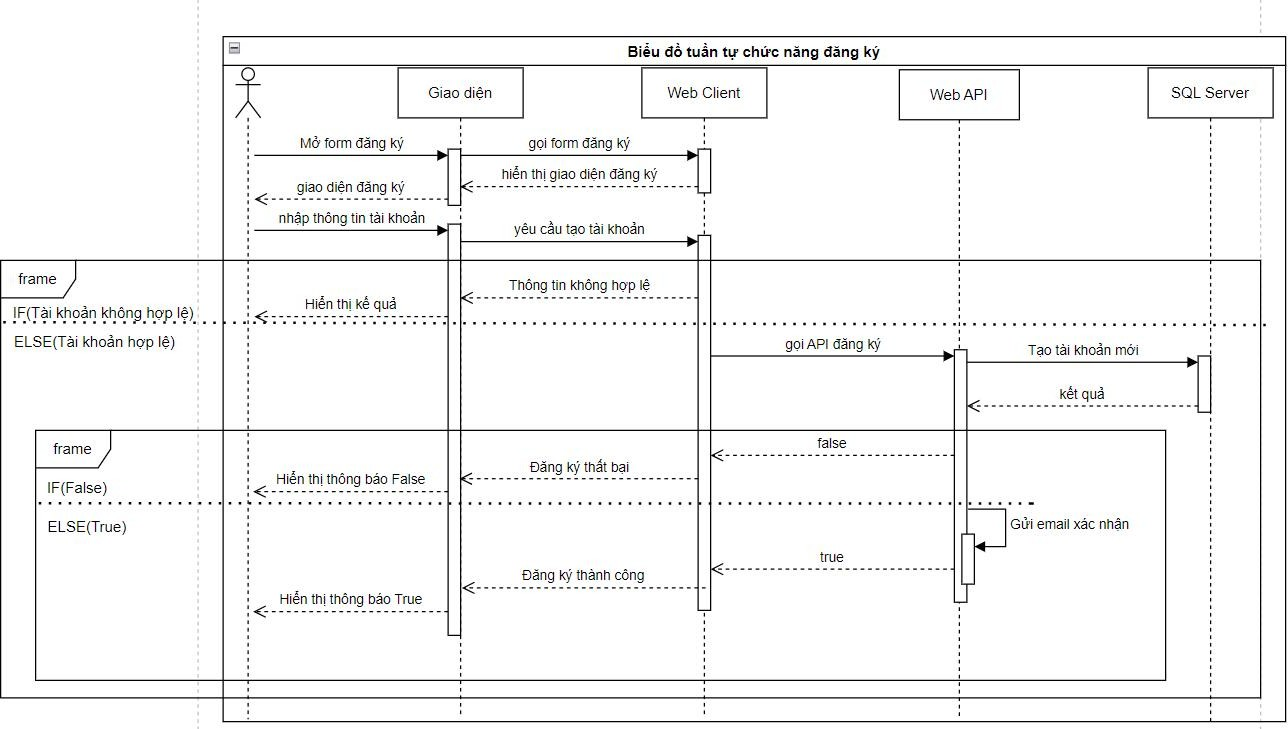 Biểu đồ tuần tự chức năng đăng ký
Giao diện
Web Client
Web API
SQL Server
Mở form đăng ký
gọi form đăng ký
hiển thị giao diện đăng ký
giao diện đăng ký
nhập thông tin tài khoản
yêu cầu tạo tài khoản
frame
Thông tin không hợp lệ
Hiển thị kế quả
IF(Tài khoản không hợp lệ)
ELSE(Tài khoản hợp lệ)
gọi API đăng ký
Tạo tài khoản mới
kết quả
frame
false
Đăng ký thất bại
Hiển thị thông báo False
IF(False)
ELSE(True)
Gửi email xác nhận
true
Đăng ký thành công
Hiển thị thông báo True